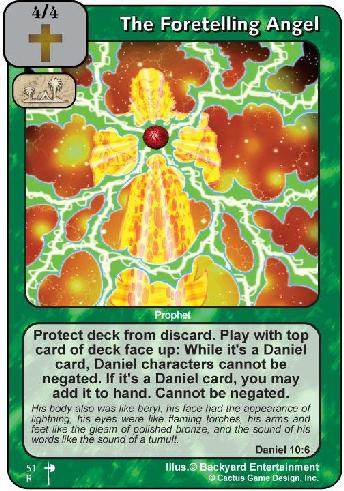 4/4
The Foretelling Angel
Prophet
Protect deck from discard. Play with top
card of deck face up: While it's a Daniel
card, Daniel characters cannot be
negated. If it's a Daniel card, you may
add it to hand. Cannot be negated.
His body also was like beryl, his face had the appearance of
lightning, his eyes were like flaming torches, his arms and
feet like the gleam of polished bronze, and the sound of his
words like the sound of a tumult.
Daniel 10:6
51
R
Illus.© Backyard Entertainment
© Cactus Game Design, Inc.